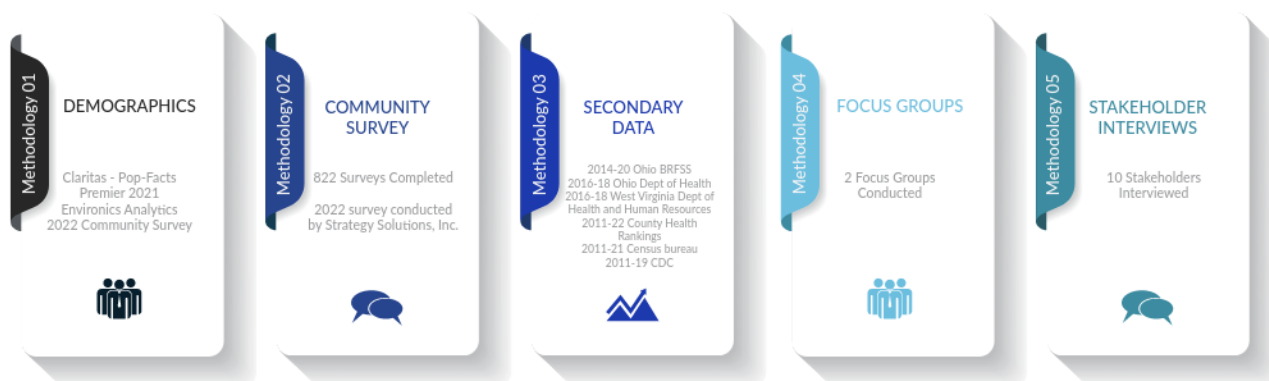 Methodology 01
DEMOGRAPHICS
Claritas - Pop-Facts
Premier 2021
Environics Analytics
2022 Community Survey
Methodology 02
COMMUNITY
SURVEY
822 Surveys Completed
2022 survey conducted
by Strategy Solutions, Inc.
Methodology 03
SECONDARY
DATA
2014-20 Ohio BRFSS
2016-18 Ohio Dept of Health
2016-18 West Virginia Dept of
Health and Human Resources
2011-22 County Health
Rankings
2011-21 Census bureau
2011-19 CDC
Methodology 04
FOCUS GROUPS
2 Focus Groups
Conducted
Methodology 05
STAKEHOLDER
INTERVIEWS
10 Stakeholders
Interviewed